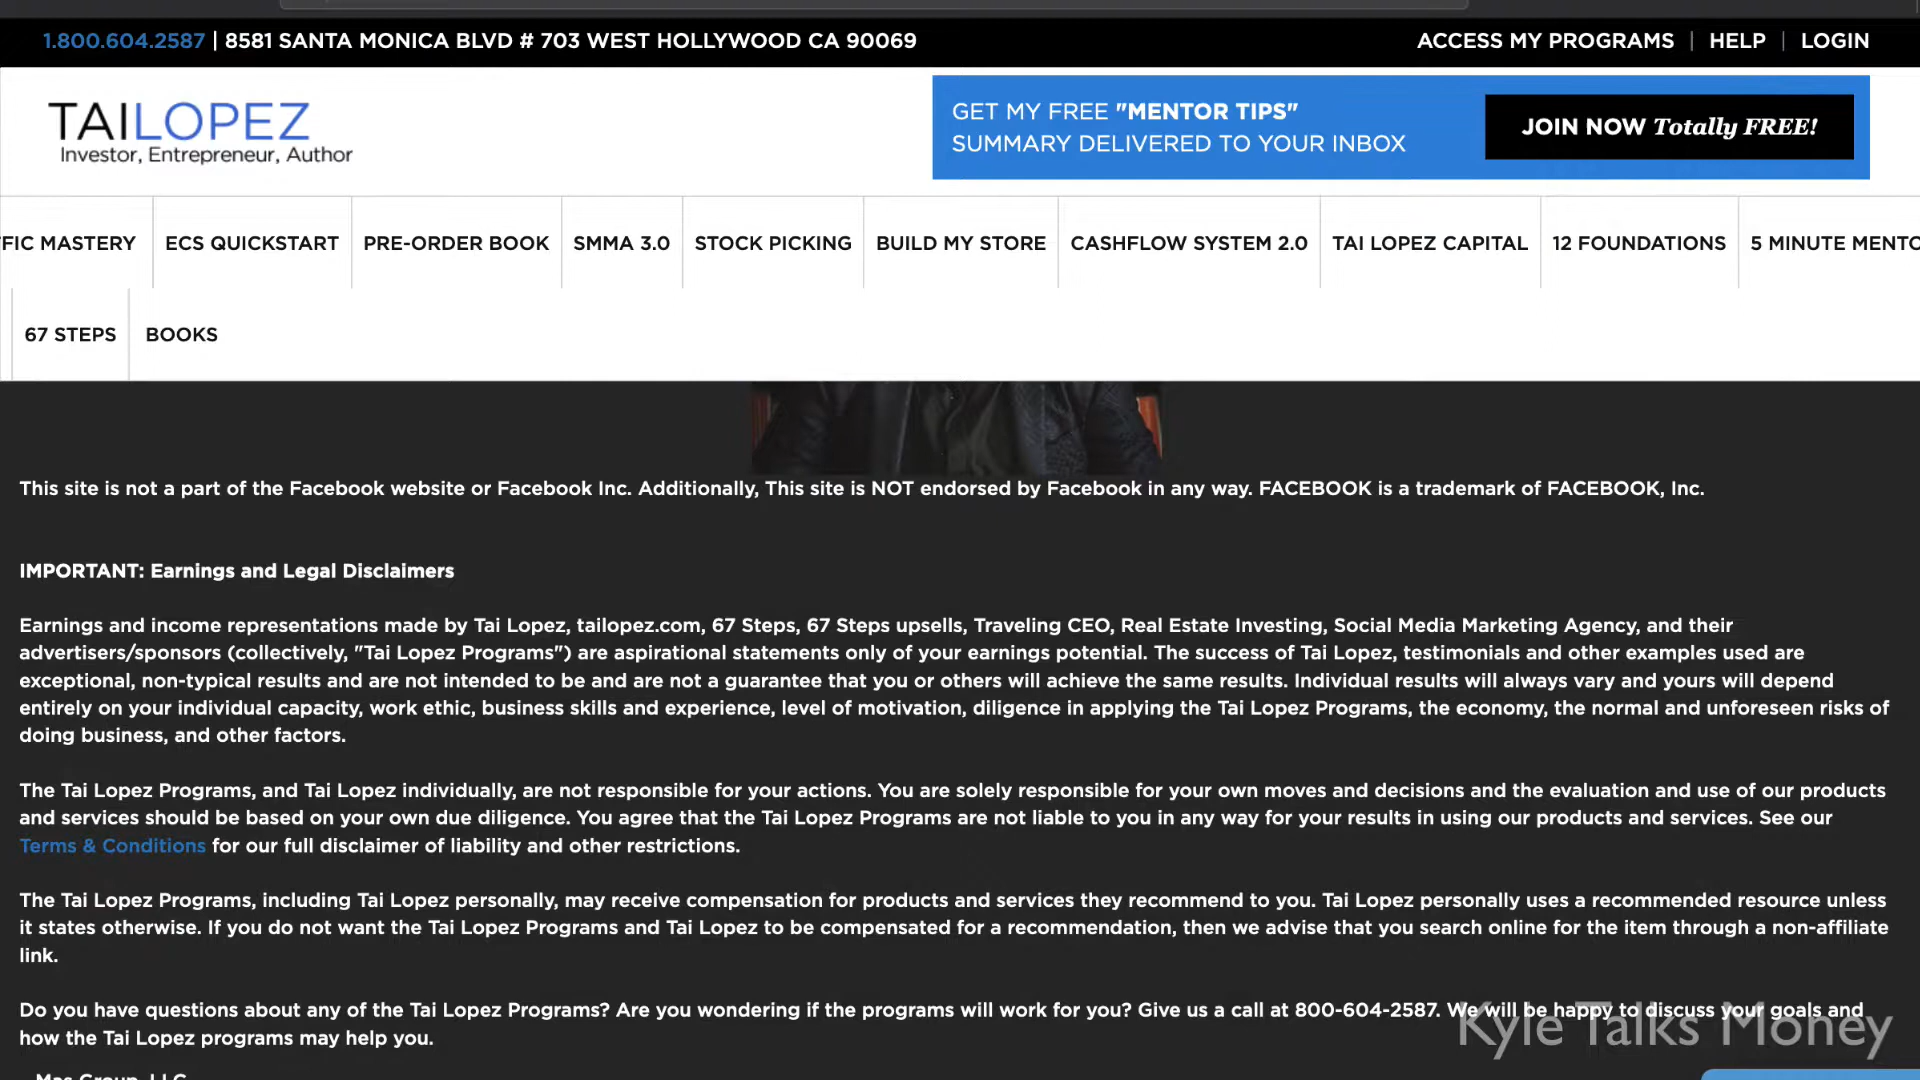 1.800.604.2587 | 8581 SANTA MONICA BLVD # 703 WEST HOLLYWOOD CA 90069
ACCESS MY PROGRAMS | HELP | LOGIN
TAILOPEZ
Investor, Entrepreneur, Author
GET MY FREE "MENTOR TIPS"
SUMMARY DELIVERED TO YOUR INBOX
JOIN NOW Totally FREE!
FIC MASTERY
ECS QUICKSTART
PRE-ORDER BOOK
SMMA 3.0
STOCK PICKING
BUILD MY STORE
CASHFLOW SYSTEM 2.0
TAI LOPEZ CAPITAL
12 FOUNDATIONS
5 MINUTE MENTO
67 STEPS
BOOKS
This site is not a part of the Facebook website or Facebook Inc. Additionally, This site is NOT endorsed by Facebook in any way. FACEBOOK is a trademark of FACEBOOK, Inc.
IMPORTANT: Earnings and Legal Disclaimers
Earnings and income representations made by Tai Lopez, tailopez.com, 67 Steps, 67 Steps upsells, Traveling CEO, Real Estate Investing, Social Media Marketing Agency, and their
advertisers/sponsors (collectively, "Tai Lopez Programs") are aspirational statements only of your earnings potential. The success of Tai Lopez, testimonials and other examples used are
exceptional, non-typical results and are not intended to be and are not a guarantee that you or others will achieve the same results. Individual results will always vary and yours will depend
entirely on your individual capacity, work ethic, business skills and experience, level of motivation, diligence in applying the Tai Lopez Programs, the economy, the normal and unforeseen risks of
doing business, and other factors.
The Tai Lopez Programs, and Tai Lopez individually, are not responsible for your actions. You are solely responsible for your own moves and decisions and the evaluation and use of our products
and services should be based on your own due diligence. You agree that the Tai Lopez Programs are not liable to you in any way for your results in using our products and services. See our
Terms & Conditions for our full disclaimer of liability and other restrictions.
The Tai Lopez Programs, including Tai Lopez personally, may receive compensation for products and services they recommend to you. Tai Lopez personally uses a recommended resource unless
it states otherwise. If you do not want the Tai Lopez Programs and Tai Lopez to be compensated for a recommendation, then we advise that you search online for the item through a non-affiliate
link.
Do you have questions about any of the Tai Lopez Programs? Are you wondering if the programs will work for you? Give us a call at 800-604-2587. We will be happy to discuss your goals and
how the Tai Lopez programs may help you.
Kyle Talks Money
Mas Group, LLC